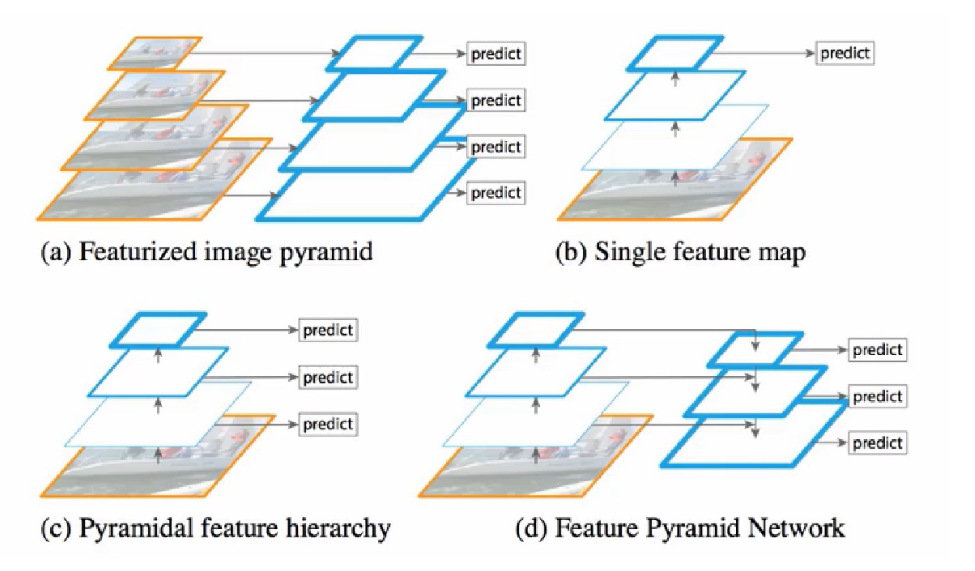 predict
predict
predict
predict
(a) Featurized image pyramid
predict
(b) Single feature map
predict
predict
predict
(c) Pyramidal feature hierarchy
predict
predict
predict
(d) Feature Pyramid Network